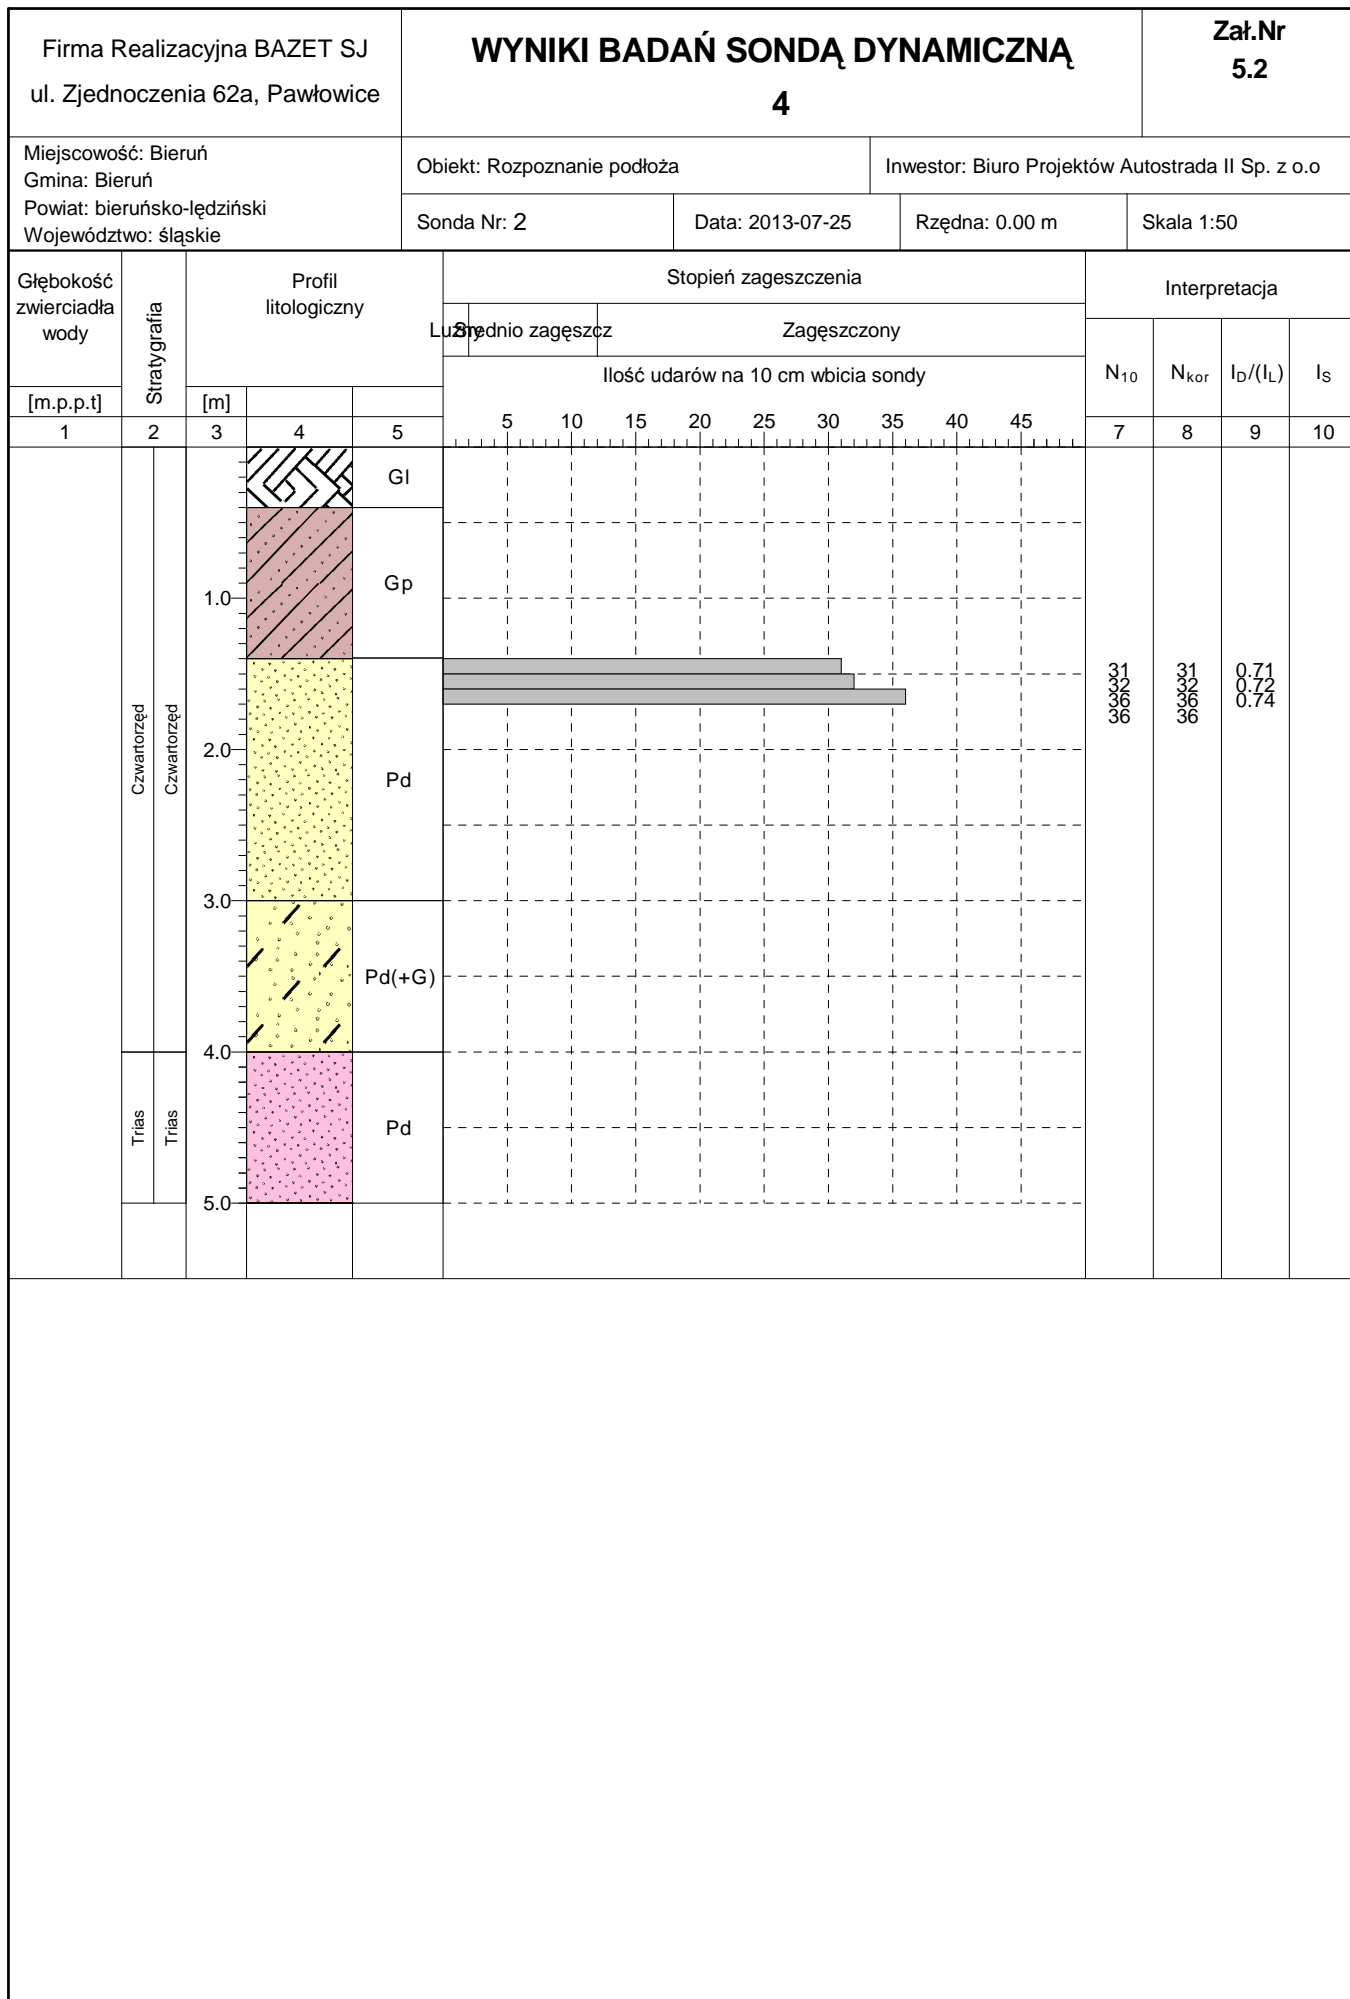 Firma Realizacyjna BAZET SJ
ul. Zjednoczenia 62a, Pawłowice
WYNIKI BADAŃ SONDĄ DYNAMICZNĄ
4
Zał.Nr
5.2
Miejscowość: Bieruń
Gmina: Bieruń
Powiat: bieruńsko-lędziński
Województwo: śląskie
Obiekt: Rozpoznanie podłoża
Inwestor: Biuro Projektów Autostrada II Sp. z o.o
Sonda Nr: 2
Data: 2013-07-25
Rzędna: 0.00 m
Skala 1:50
Głębokość
zwierciadła
wody
[m.p.p.t]
Stratygrafia
Profil
litologiczny
[m]
Stopień zageszczenia
Luźny
Średnio zagęszcz
Zagęszczony
Ilość udarów na 10 cm wbicia sondy
5 10 15 20 25 30 35 40 45
Interpretacja
N10 Nkor ID/(IL) IS
1 2 3 4 5 7 8 9 10
Gl
Gp
1.0
31 31 0.71
32 32 0.72
36 36 0.74
36 36
2.0
Czwartorzęd Czwartorzęd
Pd
3.0
Pd(+G)
4.0
Trias Trias
Pd
5.0